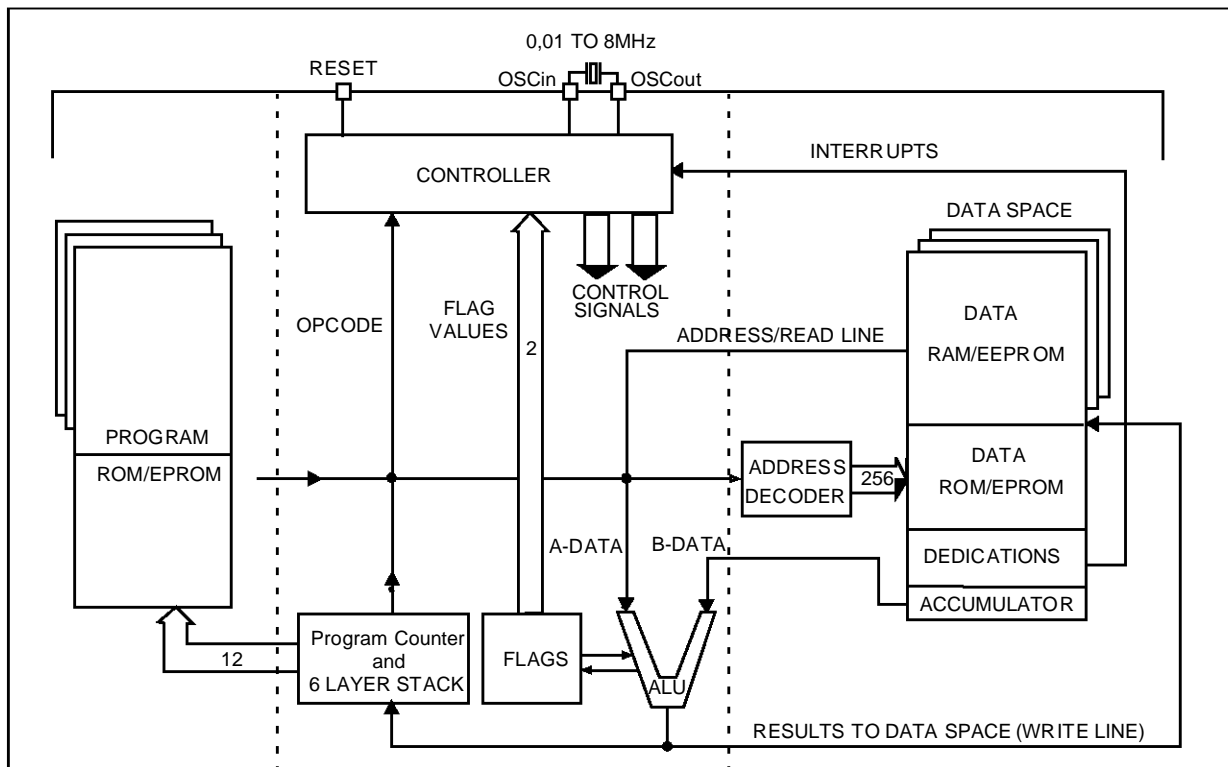 0,01 TO 8MHz
RESET
OSCin
OSCout
INTERRUPTS
CONTROLLER
DATA SPACE
CONTROL
SIGNALS
OPCODE
FLAG
VALUES
2
ADDRESS/READ LINE
DATA
RAM/EEPROM
PROGRAM
ROM/EPROM
ADDRESS
DECODER
256
DATA
ROM/EPROM
A-DATA
B-DATA
DEDICATIONS
ACCUMULATOR
12
Program Counter
and
6 LAYER STACK
FLAGS
ALU
RESULTS TO DATA SPACE (WRITE LINE)